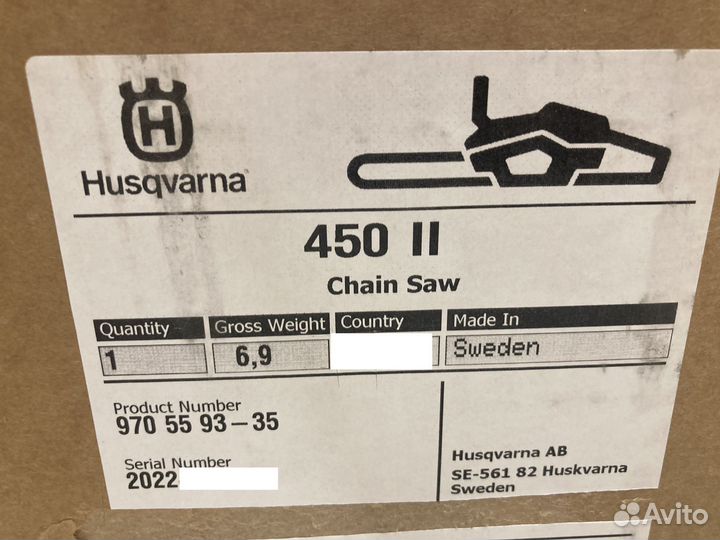 H
Husqvarna
450 II
Chain Saw
Quantity Gross Weight Country Made In
1 6,9 Sweden
Product Number
970 55 93-35
Serial Number
2022
Husqvarna AB
SE-561 82 Huskvarna
Sweden
Avito